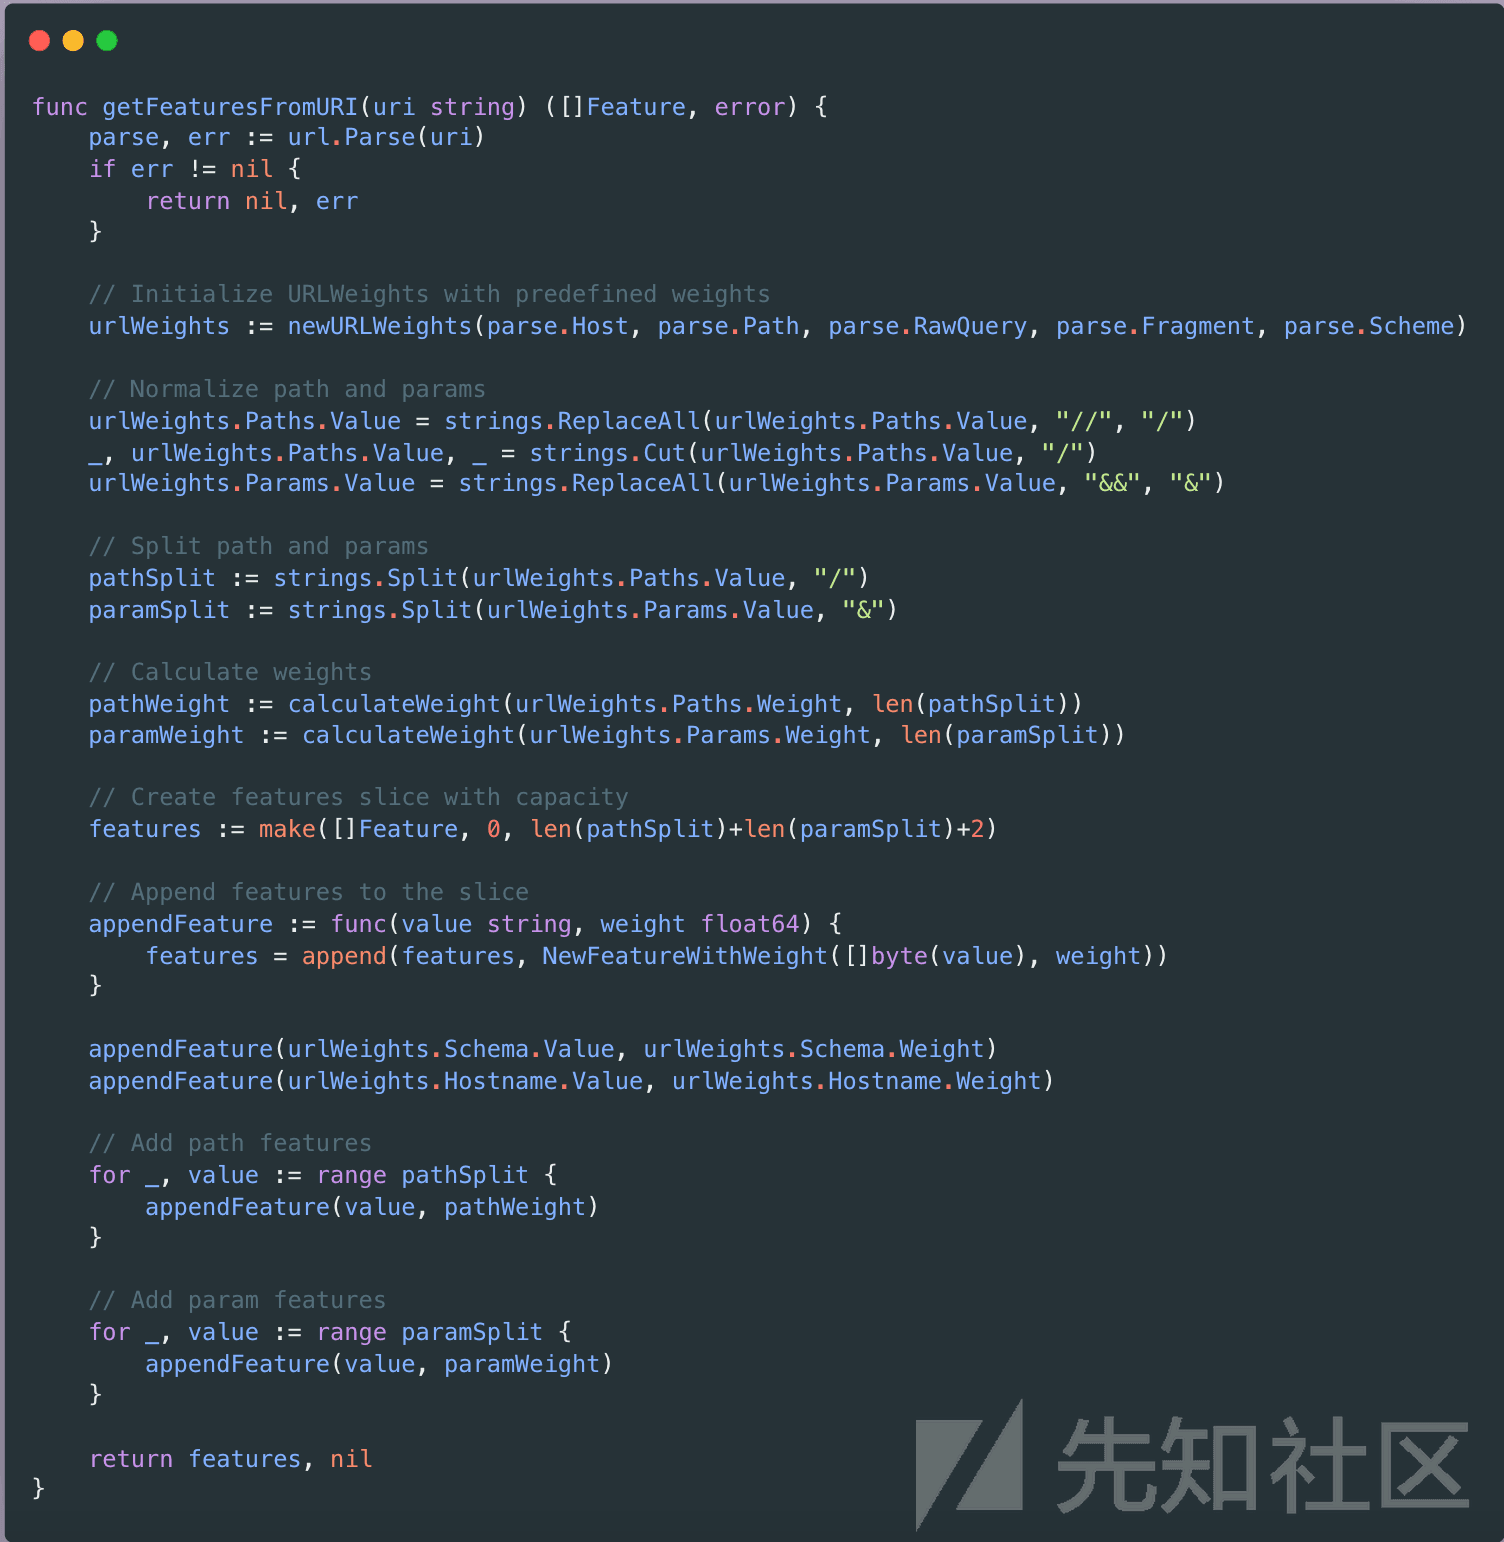 func getFeaturesFromURI(uri string) ([]Feature, error) {
    parse, err := url.Parse(uri)
    if err != nil {
        return nil, err
    }

    // Initialize URLWeights with predefined weights
    urlWeights := newURLWeights(parse.Host, parse.Path, parse.RawQuery, parse.Fragment, parse.Scheme)

    // Normalize path and params
    urlWeights.Paths.Value = strings.ReplaceAll(urlWeights.Paths.Value, "//", "/")
    _, urlWeights.Paths.Value, _ = strings.Cut(urlWeights.Paths.Value, "/")
    urlWeights.Params.Value = strings.ReplaceAll(urlWeights.Params.Value, "&&", "&")

    // Split path and params
    pathSplit := strings.Split(urlWeights.Paths.Value, "/")
    paramSplit := strings.Split(urlWeights.Params.Value, "&")

    // Calculate weights
    pathWeight := calculateWeight(urlWeights.Paths.Weight, len(pathSplit))
    paramWeight := calculateWeight(urlWeights.Params.Weight, len(paramSplit))

    // Create features slice with capacity
    features := make([]Feature, 0, len(pathSplit)+len(paramSplit)+2)

    // Append features to the slice
    appendFeature := func(value string, weight float64) {
        features = append(features, NewFeatureWithWeight([]byte(value), weight))
    }

    appendFeature(urlWeights.Schema.Value, urlWeights.Schema.Weight)
    appendFeature(urlWeights.Hostname.Value, urlWeights.Hostname.Weight)

    // Add path features
    for _, value := range pathSplit {
        appendFeature(value, pathWeight)
    }

    // Add param features
    for _, value := range paramSplit {
        appendFeature(value, paramWeight)
    }

    return features, nil
}
先知社区